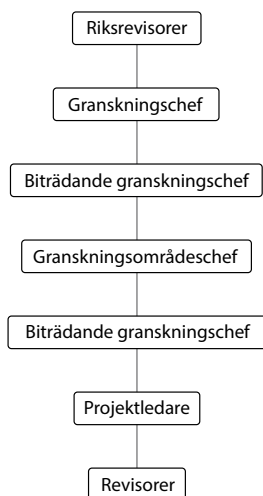 Riksrevisorer
Granskningschef
Biträdande granskningschef
Granskningsområdeschef
Biträdande granskningschef
Projektledare
Revisorer